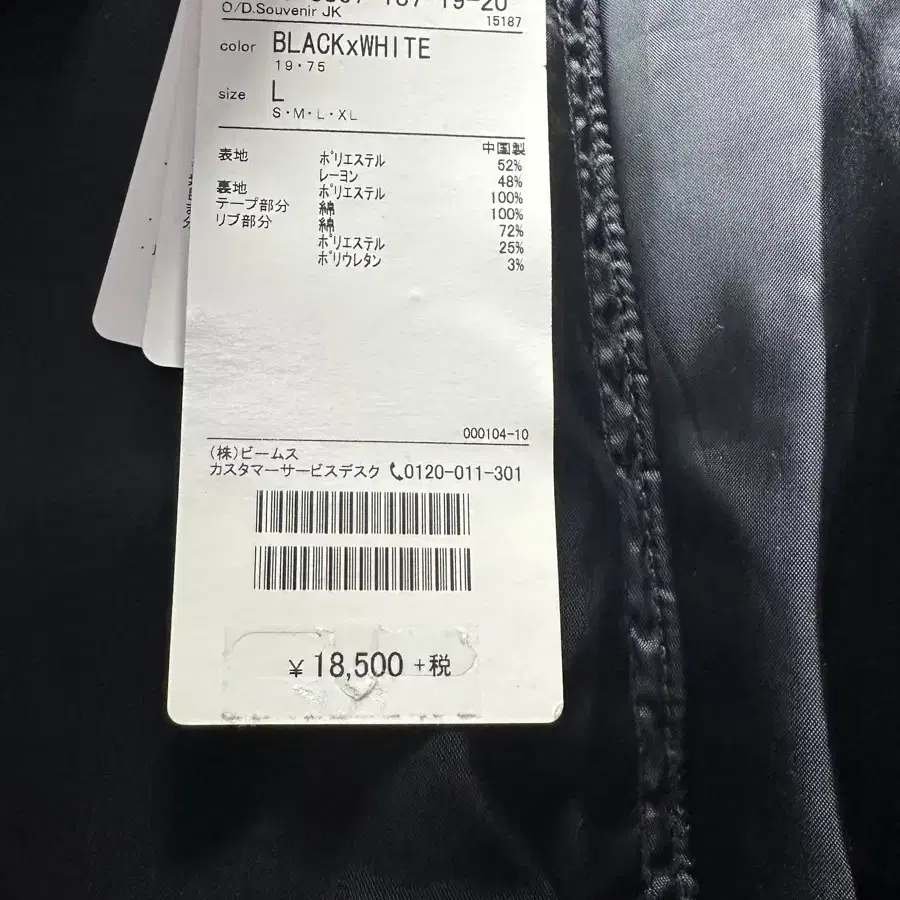 O/D.Souvenir JK
15187
color BLACKxWHITE
19・75
size L
S・M・L・XL
中国製
表地 ポリエステル 52%
レーヨン 48%
裏地 ポリエステル 100%
テープ部分 綿 100%
リブ部分 綿 72%
ポリエステル 25%
ポリウレタン 3%
000104-10
(株)ビームス
カスタマーサービスデスク 0120-011-301
¥18,500 +税